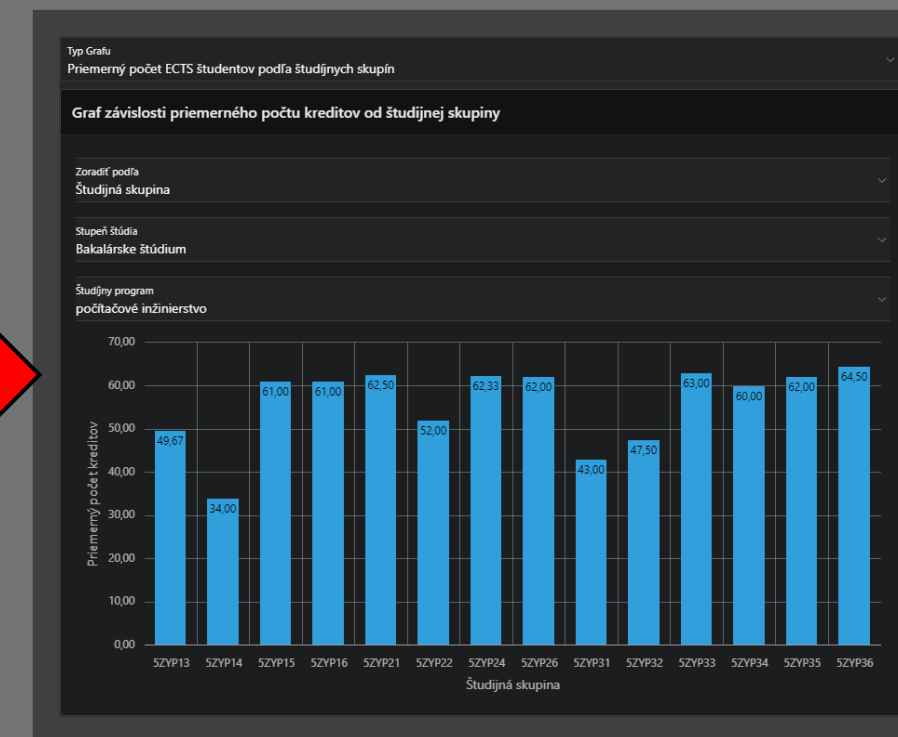 Typ Grafu
Priemerný počet ECTS študentov podľa študíjnych skupín
Graf závislosti priemerného počtu kreditov od študijnej skupiny
Zoradiť podľa
Študijná skupina
Stupeň štúdia
Bakalárske štúdium
Študíjny program
počítačové inžinierstvo
70,00
60,00
50,00
40,00
30,00
20,00
10,00
0,00
Priemerný počet kreditov
49,67
34,00
61,00
61,00
62,50
52,00
62,33
62,00
43,00
47,50
63,00
60,00
62,00
64,50
5ZYP13 5ZYP14 5ZYP15 5ZYP16 5ZYP21 5ZYP22 5ZYP24 5ZYP26 5ZYP31 5ZYP32 5ZYP33 5ZYP34 5ZYP35 5ZYP36
Študijná skupina